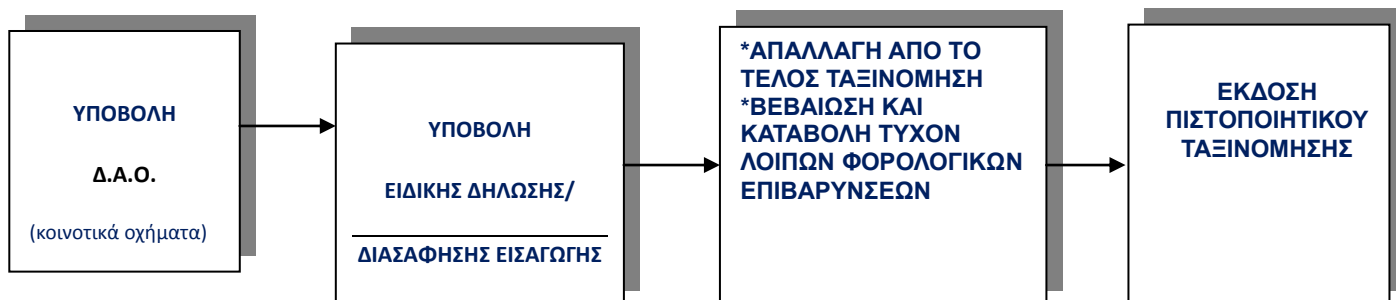 ΥΠΟΒΟΛΗ
Δ.Α.Ο.
(κοινοτικά οχήματα)
ΥΠΟΒΟΛΗ
ΕΙΔΙΚΗΣ ΔΗΛΩΣΗΣ/
ΔΙΑΣΑΦΗΣΗΣ ΕΙΣΑΓΩΓΗΣ
*ΑΠΑΛΛΑΓΗ ΑΠΟ ΤΟ
ΤΕΛΟΣ ΤΑΞΙΝΟΜΗΣΗ
*ΒΕΒΑΙΩΣΗ ΚΑΙ
ΚΑΤΑΒΟΛΗ ΤΥΧΟΝ
ΛΟΙΠΩΝ ΦΟΡΟΛΟΓΙΚΩΝ
ΕΠΙΒΑΡΥΝΣΕΩΝ
ΕΚΔΟΣΗ
ΠΙΣΤΟΠΟΙΗΤΙΚΟΥ
ΤΑΞΙΝΟΜΗΣΗΣ